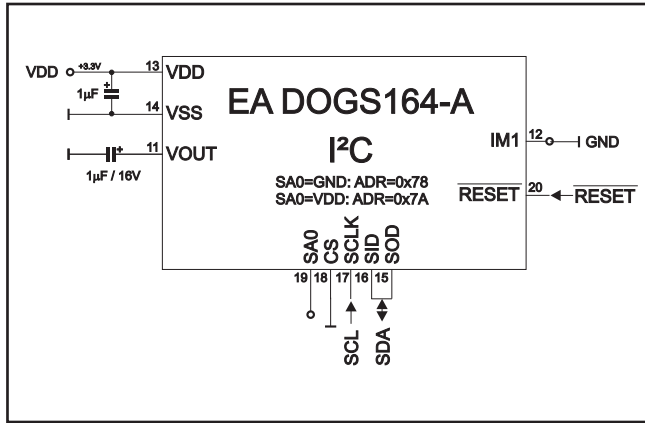 VDD
+3.3V
13
VDD
1µF
+
14
VSS
11
VOUT
+
1µF / 16V
EA DOGS164-A
I²C
SA0=GND: ADR=0x78
SA0=VDD: ADR=0x7A
IM1
12
GND
RESET
20
RESET
SA0
CS
SCLK
SID
SOD
19
18
17
16
15
SCL
SDA